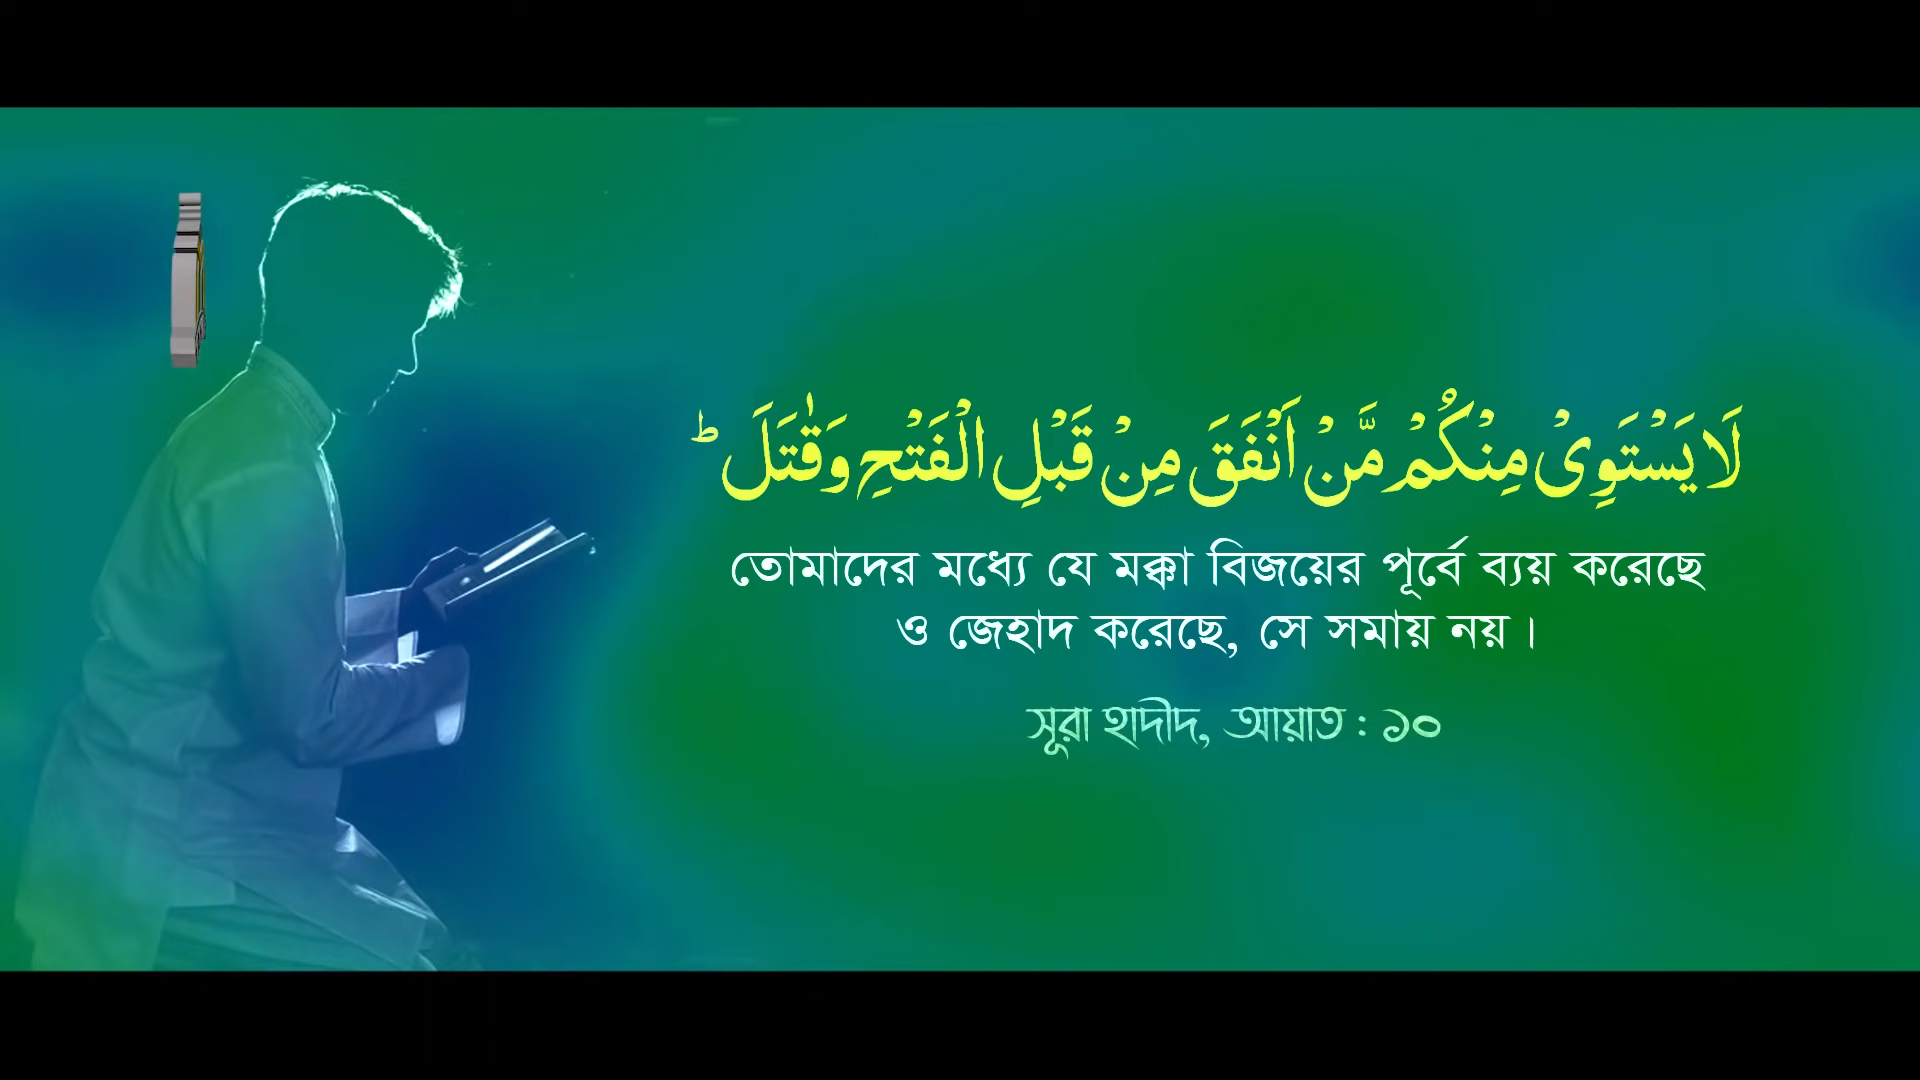 لَا يَسْتَوِىْ مِنْكُمْ مَّنْ اَنْفَقَ مِنْ قَبْلِ الْفَتْحِ وَقٰتَلَ ؕ
তোমাদের মধ্যে যে মক্কা বিজয়ের পূর্বে ব্যয় করেছে
ও জেহাদ করেছে, সে সমায় নয়।
সূরা হাদীদ, আয়াত : ১০